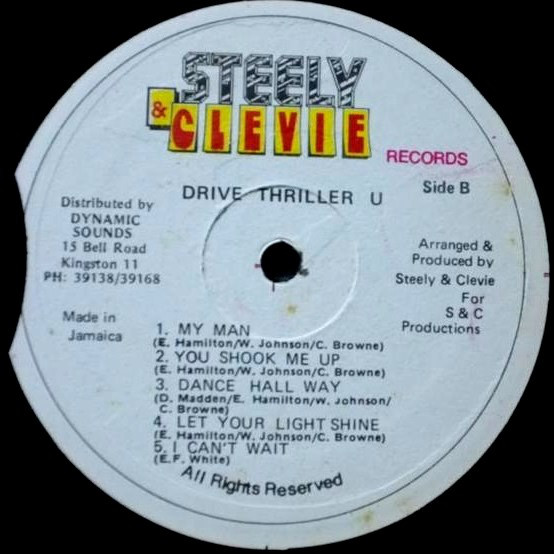 STEELY
& CLEVIE
RECORDS
DRIVE THRILLER U
Side B
Distributed by
DYNAMIC
SOUNDS
15 Bell Road
Kingston 11
PH: 39138/39168
Made in
Jamaica
Arranged &
Produced by
Steely & Clevie
For
S & C
Productions
1. MY MAN
(E. Hamilton/W. Johnson/C. Browne)
2. YOU SHOOK ME UP
(E. Hamilton/W. Johnson/C. Browne)
3. DANCE HALL WAY
(D. Madden/E. Hamilton/W. Johnson/
C. Browne)
4. LET YOUR LIGHT SHINE
(E. Hamilton/W. Johnson/C. Browne)
5. I CAN'T WAIT
(E.F. White)
All Rights Reserved